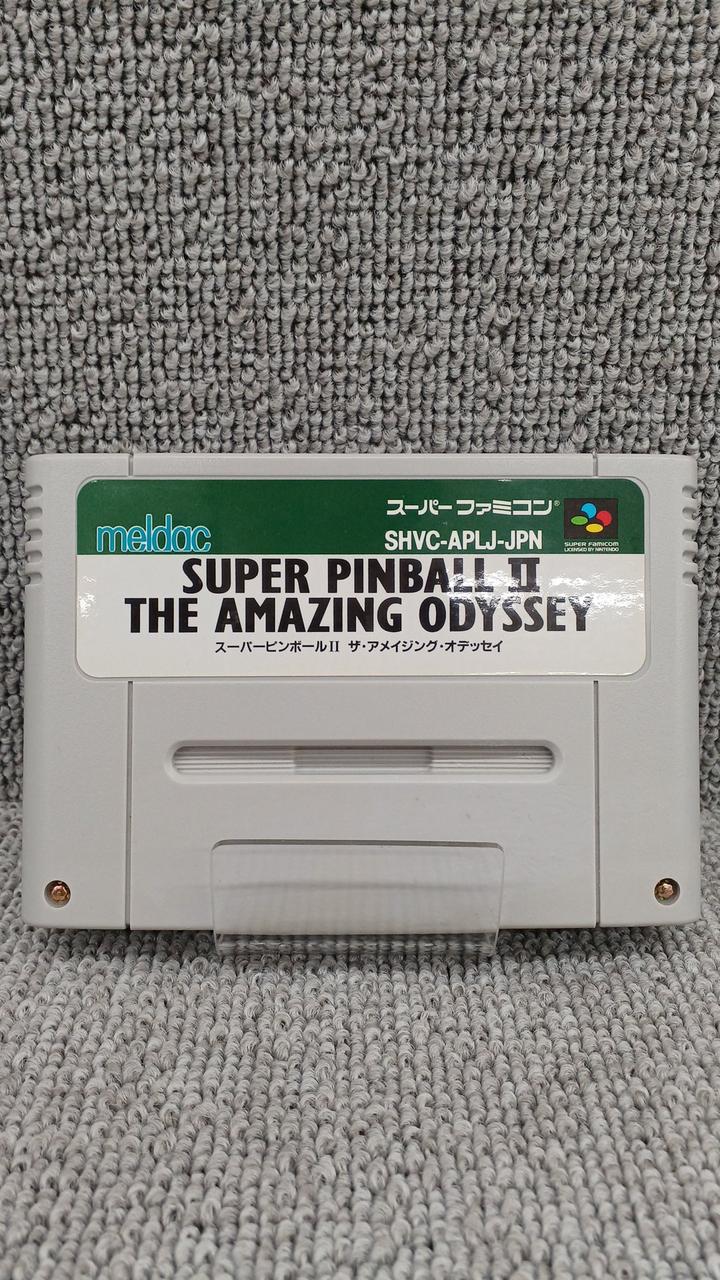 スーパーファミコン®
meldac
SHVC-APLJ-JPN
SUPER FAMICOM
LICENSED BY NINTENDO
SUPER PINBALL II
THE AMAZING ODYSSEY
スーパーピンボールII ザ・アメイジング・オデッセイ